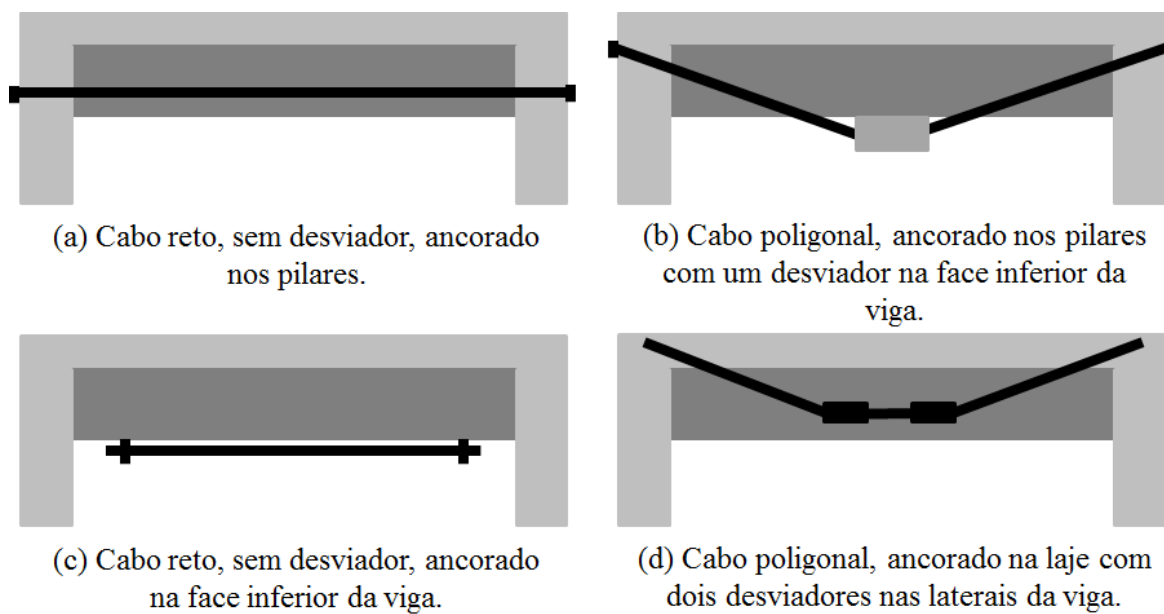 (a) Cabo reto, sem desviador, ancorado
nos pilares.
(b) Cabo poligonal, ancorado nos pilares
com um desviador na face inferior da
viga.
(c) Cabo reto, sem desviador, ancorado
na face inferior da viga.
(d) Cabo poligonal, ancorado na laje com
dois desviadores nas laterais da viga.